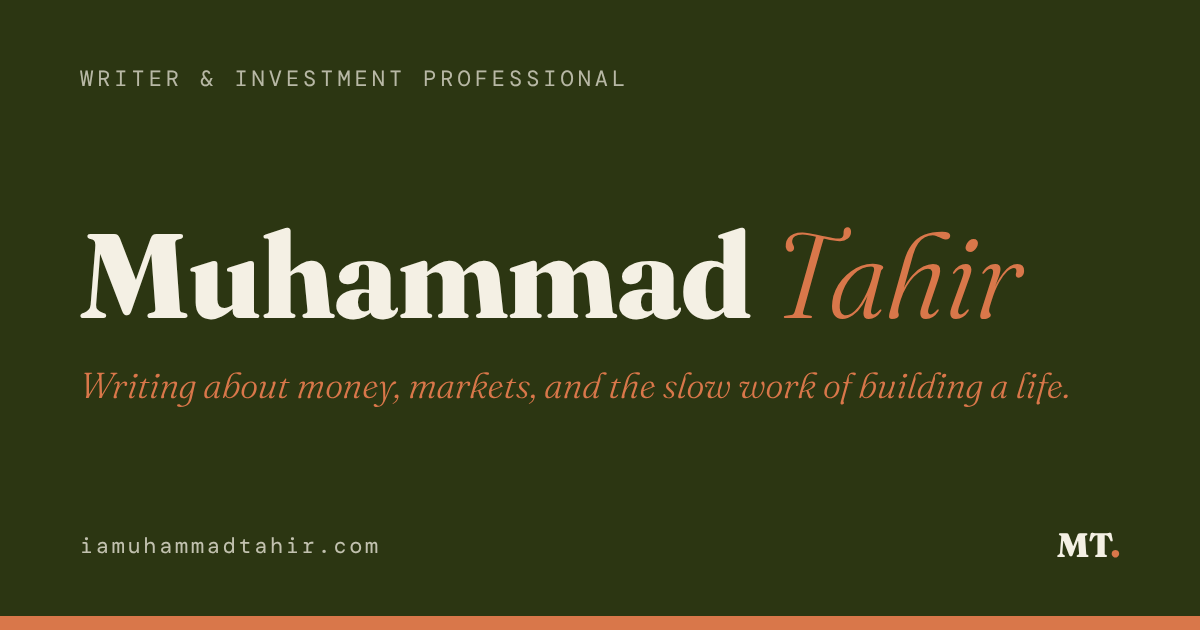 WRITER & INVESTMENT PROFESSIONAL
Muhammad Tahir
Writing about money, markets, and the slow work of building a life.
iamuhammadtahir.com
MT.